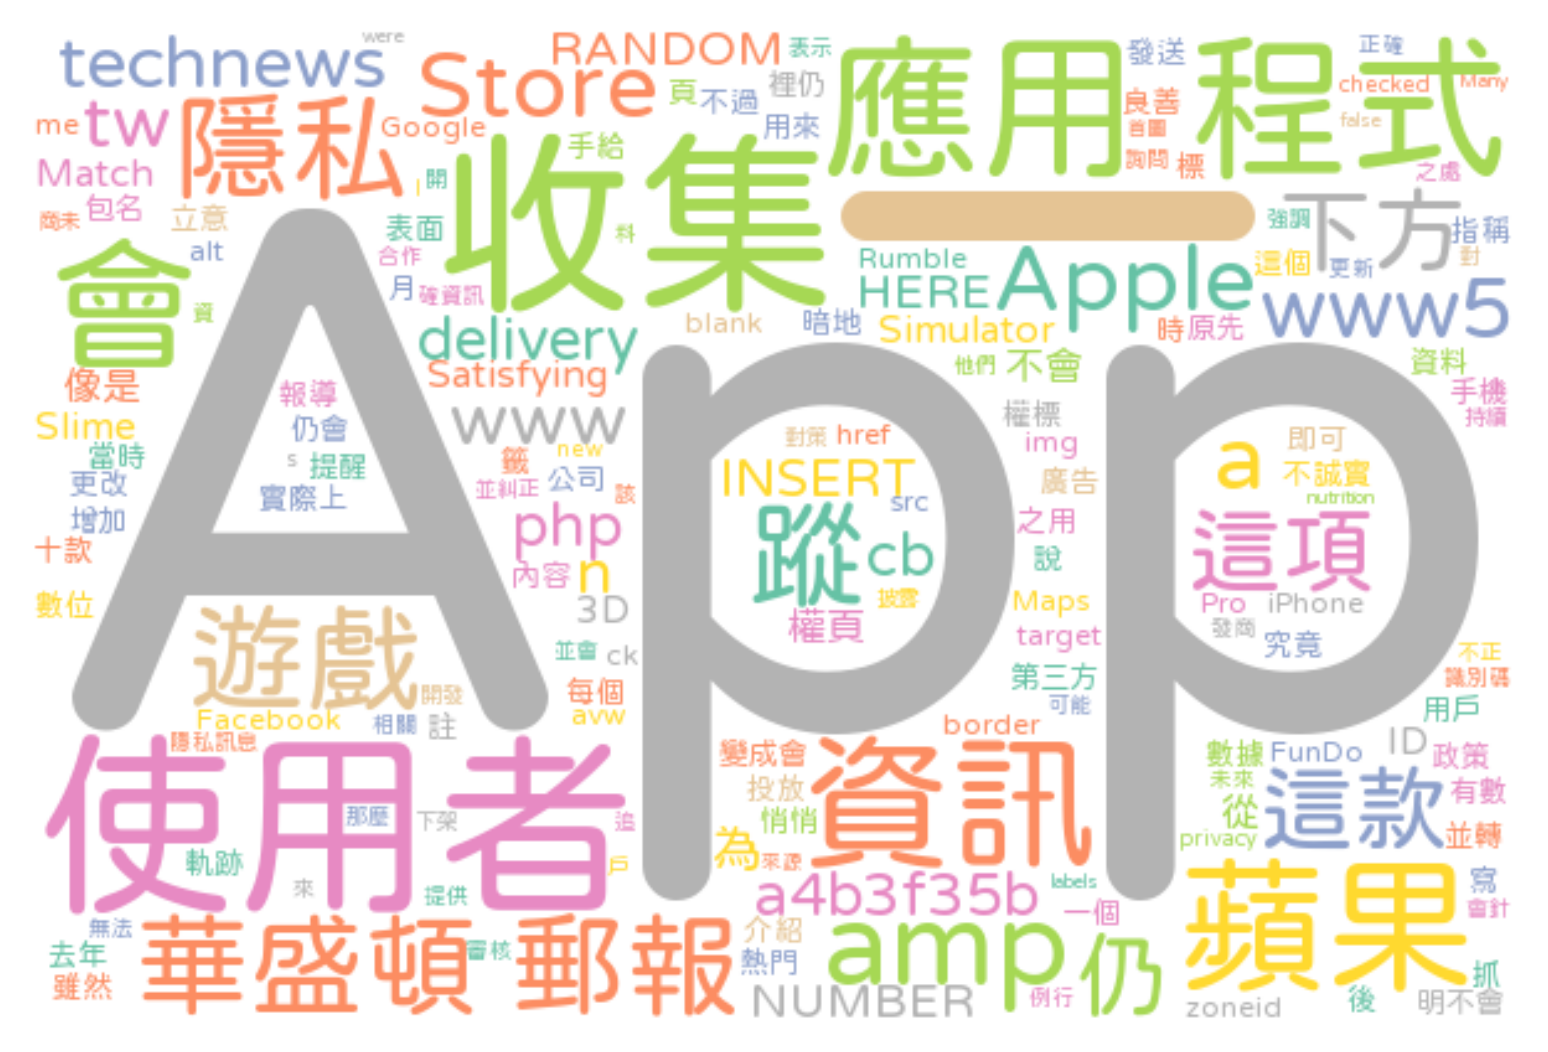 were
technews
RANDOM
表示
正確
Store
頁
不過
裡仍
應用程式
發送
checked
Many
me
tw
隱私
Google
用來
良善
首圖
false
Match
收集
手給
詢問
標
之處
開
包名
商未
立意
表面
料
一
下方
強調
指稱
alt
合作
Rumble
這個
更新
對
會
資
月
確資訊
HERE
Apple
www5
delivery
blank
暗地
Simulator
時
原先
App
像是
Satisfying
他們
不會
資料
手機
持續
報導
Slime
仍會
www
權標
img
對策
href
即可
當時
s
提醒
籤
new
INSERT
廣告
a
不誠實
nutrition
更改
實際上
並糾正
公司
該
src
增加
php
蹤
cb
之用
這項
十款
內容
n
說
數位
3D
披露
Maps
Pro
iPhone
遊戲
權頁
target
發商
究竟
並會
ck
不正
識別碼
開發
每個
第三方
用戶
Facebook
相關
註
avw
可能
隱私訊息
border
ID
使用者
變成會
資訊
數據
FunDo
政策
投放
未來
這款
有數
那麼
下架
追
悄悄
從
並轉
軌跡
為
來源
privacy
戶
來
提供
a4b3f35b
labels
一個
蘋果
寫
會針
無法
華盛頓郵報
介紹
amp
仍
去年
審核
熱門
抓
雖然
NUMBER
例行
zoneid
後
明不會